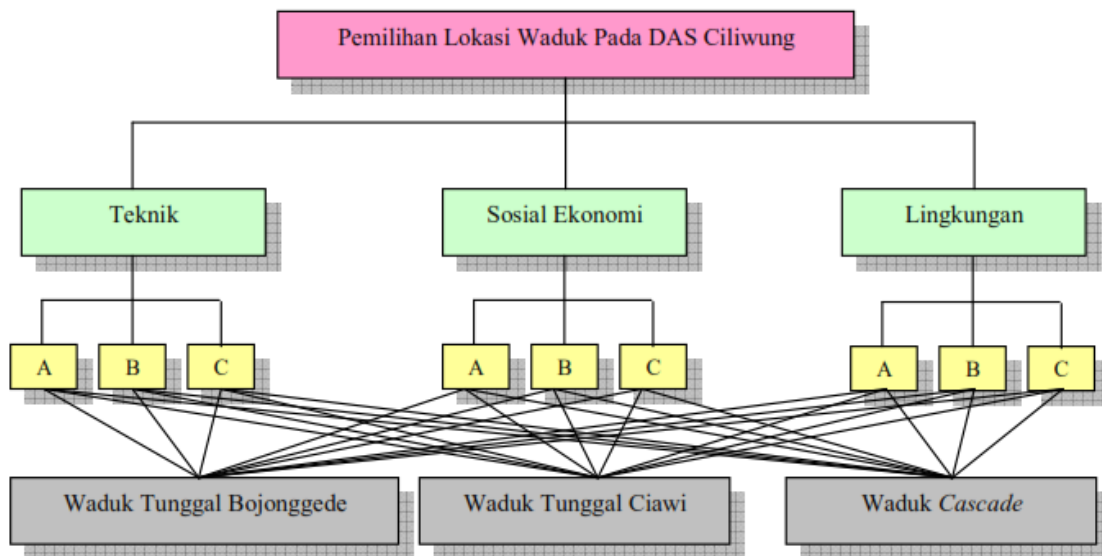 Pemilihan Lokasi Waduk Pada DAS Ciliwung
Teknik
Sosial Ekonomi
Lingkungan
A
B
C
A
B
C
A
B
C
Waduk Tunggal Bojonggede
Waduk Tunggal Ciawi
Waduk Cascade